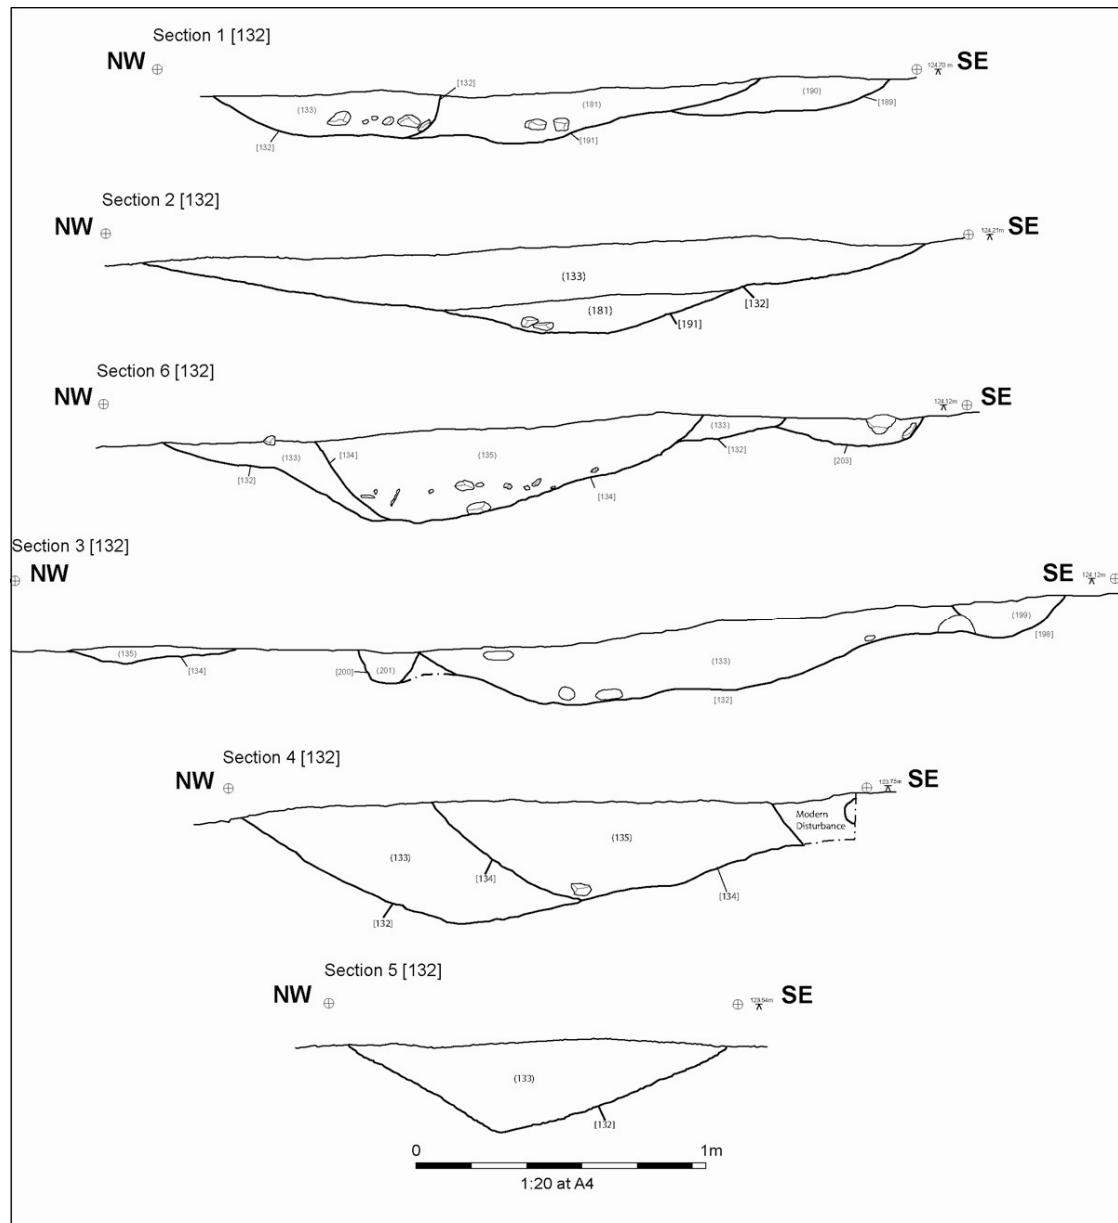 Section 1 [132]
NW
124.70 m
SE
[132]
(133)
(181)
(190)
[189]
[132]
[191]
Section 2 [132]
NW
124.21m
SE
(133)
(181)
[132]
[191]
Section 6 [132]
NW
124.12m
SE
(133)
[134]
(135)
(133)
[132]
[132]
[134]
[203]
Section 3 [132]
NW
SE
124.12m
(135)
[134]
[200]
(201)
(133)
[132]
(199)
[198]
Section 4 [132]
NW
123.78m
SE
Modern
Disturbance
(133)
(135)
[134]
[134]
[132]
Section 5 [132]
NW
123.54m
SE
(133)
[132]
0 1m
1:20 at A4